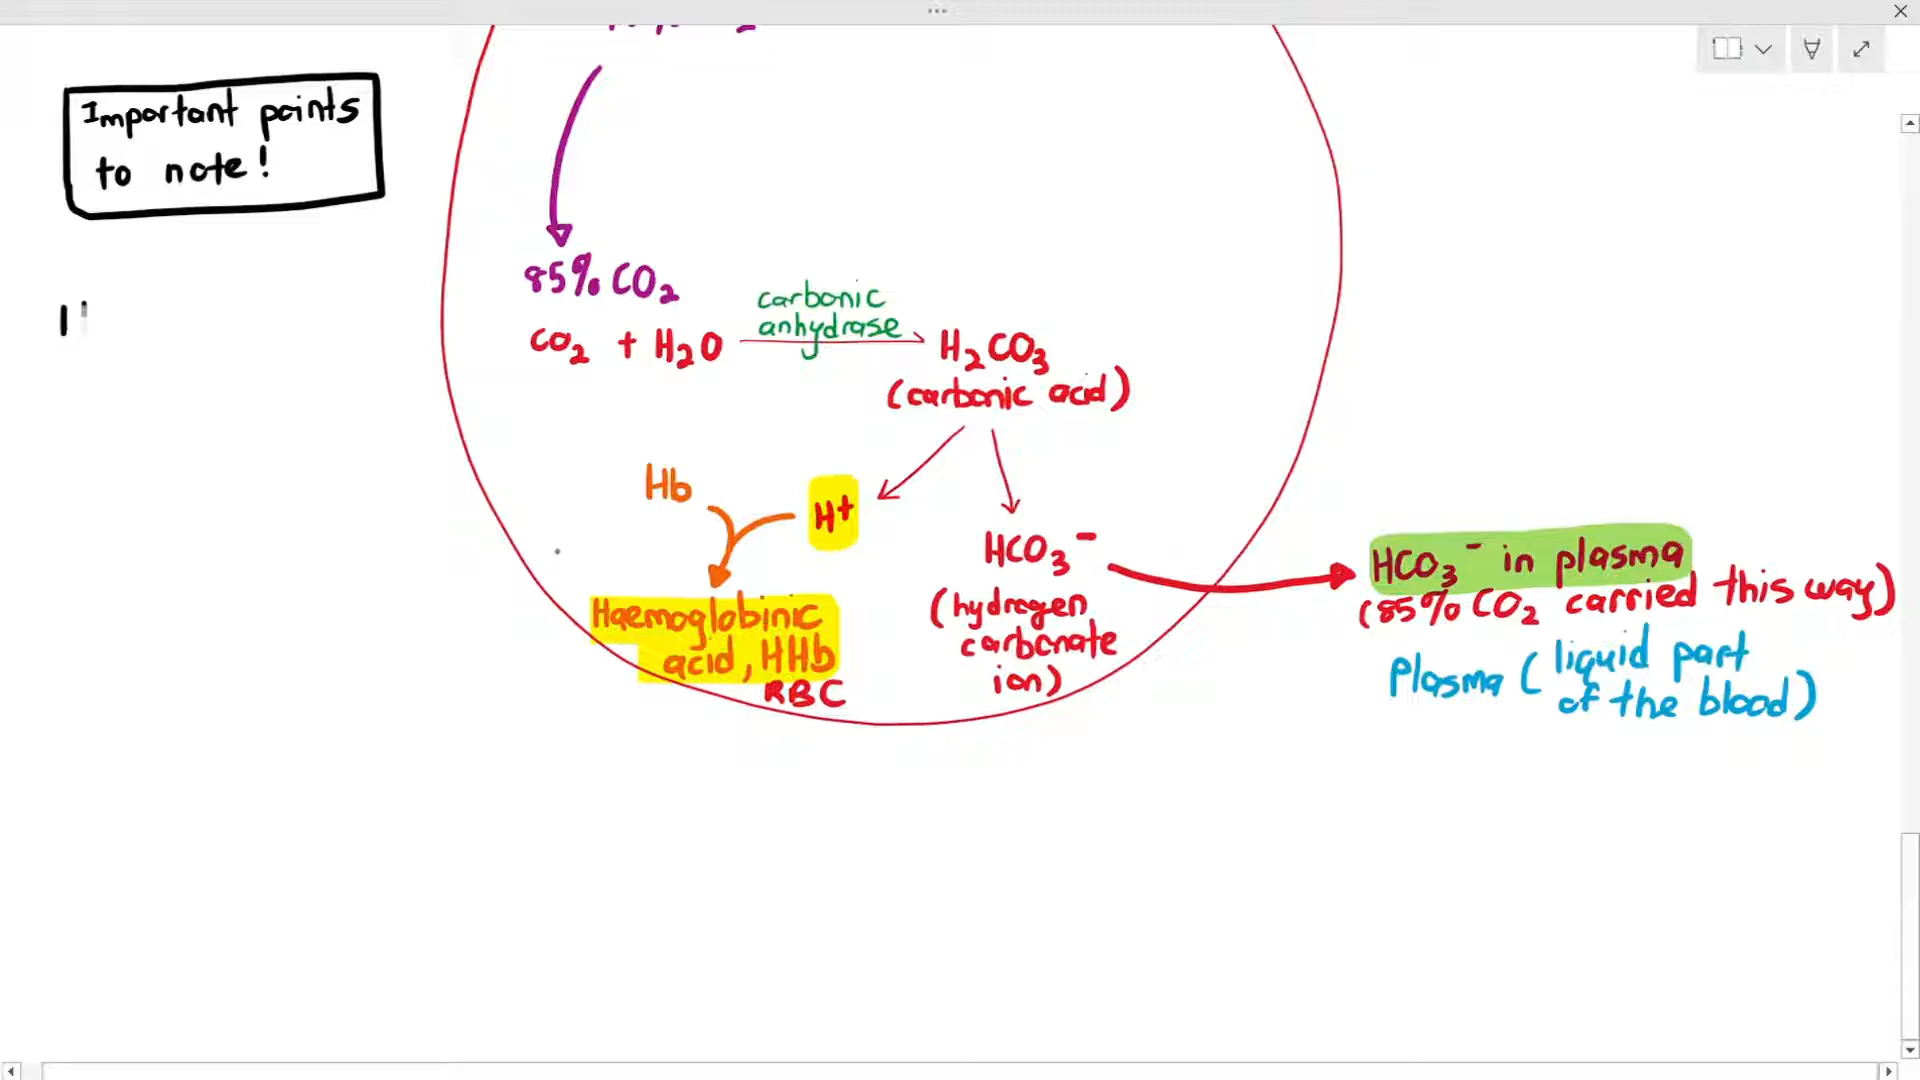 Important points
to note!
85% CO₂
carbonic
anhydrase
CO₂ + H₂O
H₂CO₃
(carbonic acid)
Hb
H+
HCO₃⁻
(hydrogen
carbonate
ion)
Haemoglobinic
acid, HHb
RBC
HCO₃⁻ in plasma
(85% CO₂ carried this way)
Plasma (liquid part
of the blood)